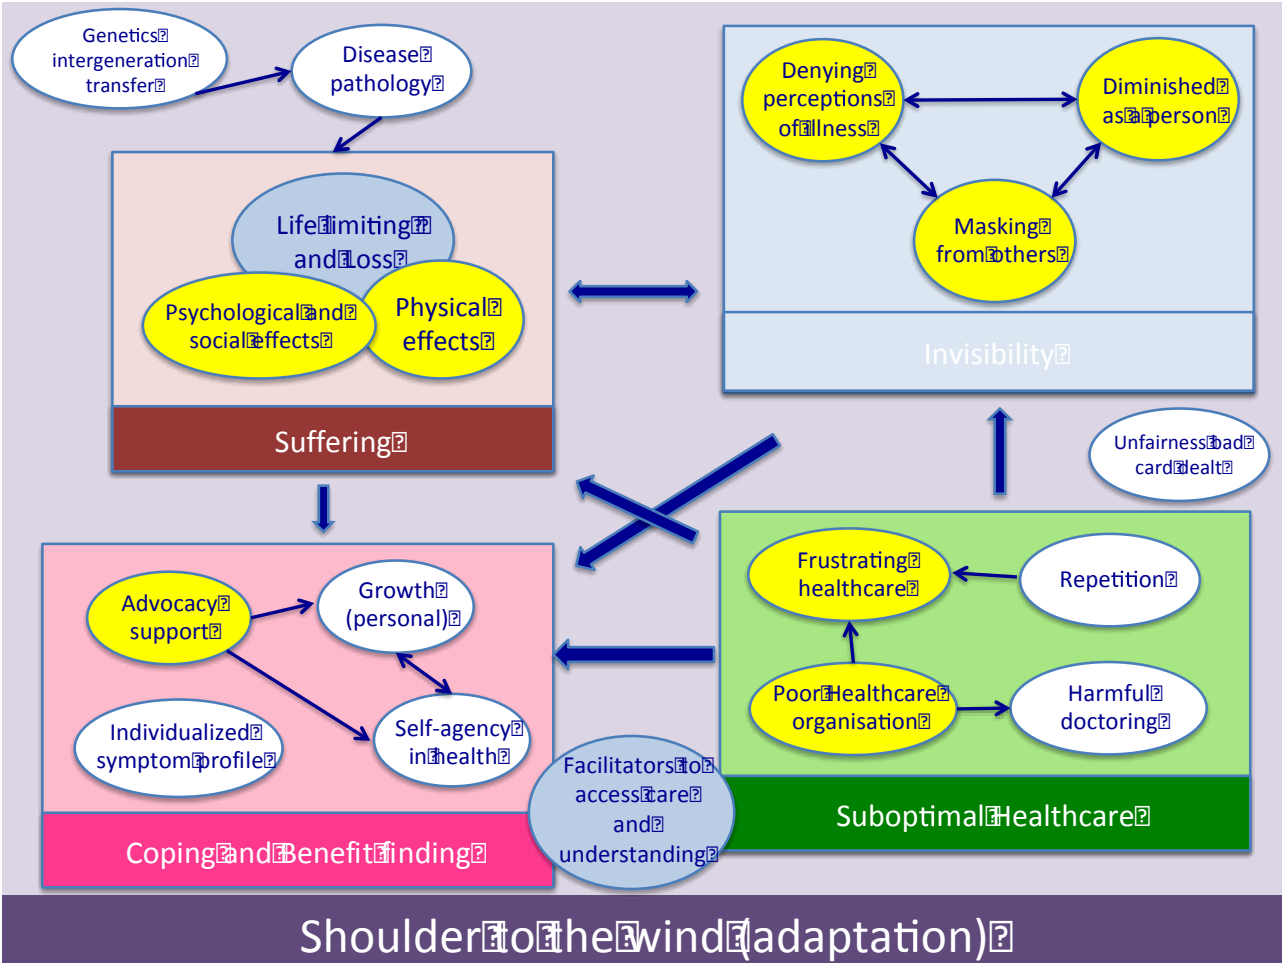 Genetics
intergeneration
transfer
Disease
pathology
Denying
perceptions
of illness
Diminished
as a person
Masking
from others
Invisibility
Life limiting
and Loss
Psychological and
social effects
Physical
effects
Suffering
Unfairness bad
card dealt
Advocacy
support
Growth
(personal)
Individualized
symptom profile
Self-agency
in health
Coping and Benefit finding
Facilitators to
access care
and
understanding
Frustrating
healthcare
Repetition
Poor Healthcare
organisation
Harmful
doctoring
Suboptimal Healthcare
Shoulder to the wind (adaptation)